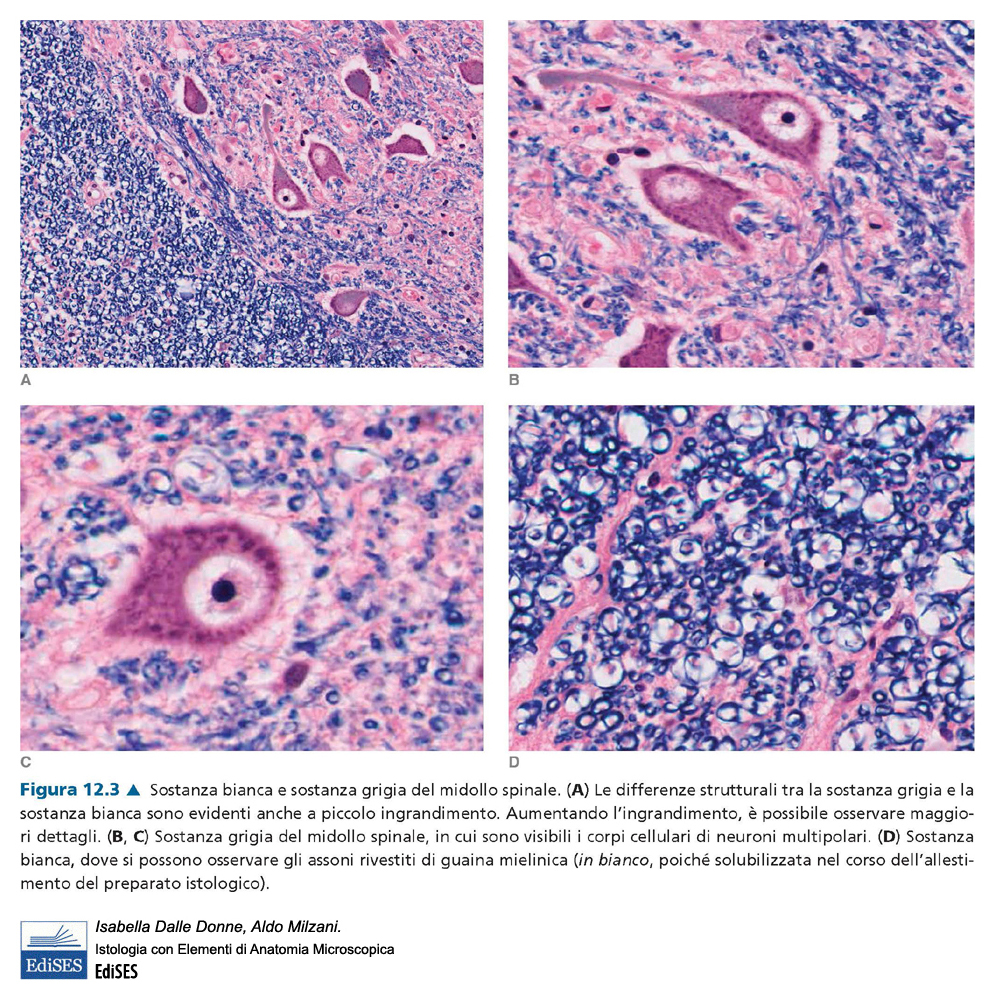 A
B
C
D
Figura 12.3 ▲ Sostanza bianca e sostanza grigia del midollo spinale. (A) Le differenze strutturali tra la sostanza grigia e la
sostanza bianca sono evidenti anche a piccolo ingrandimento. Aumentando l'ingrandimento, è possibile osservare maggio-
ri dettagli. (B, C) Sostanza grigia del midollo spinale, in cui sono visibili i corpi cellulari di neuroni multipolari. (D) Sostanza
bianca, dove si possono osservare gli assoni rivestiti di guaina mielinica (in bianco, poiché solubilizzata nel corso dell'allesti-
mento del preparato istologico).
Isabella Dalle Donne, Aldo Milzani.
Istologia con Elementi di Anatomia Microscopica
EdiSES
EdiSES